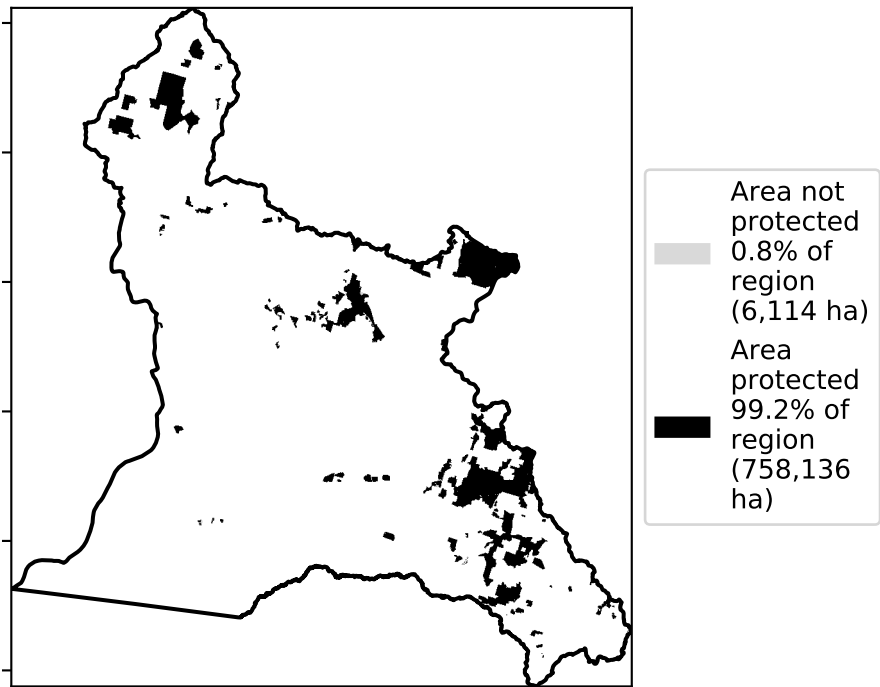 Area not
protected
0.8% of
region
(6,114 ha)
Area
protected
99.2% of
region
(758,136
ha)